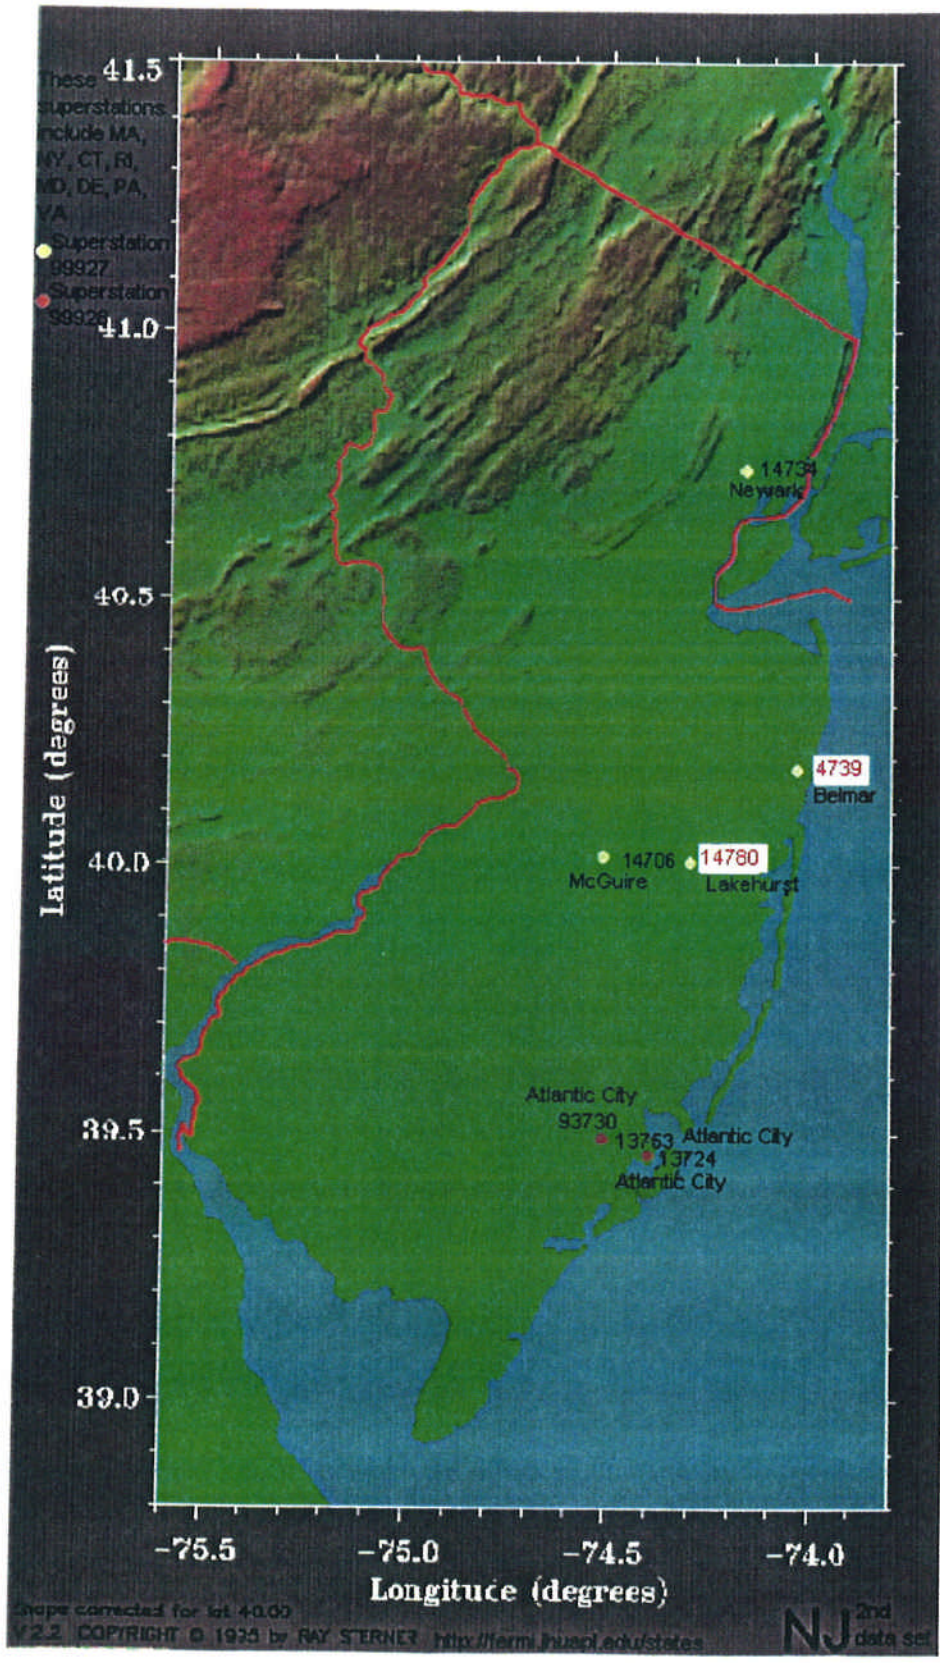 41.5
These
superstations
include MA,
NY, CT, RI,
MD, DE, PA,
VA
Superstation
99927
Superstation
41.0
14734
Newark
40.5
Latitude (degrees)
4739
Belmar
40.0
14706
14780
McGuire
Lakehurst
Atlantic City
93730
39.5
13753
Atlantic City
13724
Atlantic City
39.0
-75.5
-75.0
-74.5
-74.0
Longitude (degrees)
Shape corrected for lat 40.00
V 2.2 COPYRIGHT © 1995 by RAY STERNER http://fermi.jhuapl.edu/states
NJ
2nd
data set